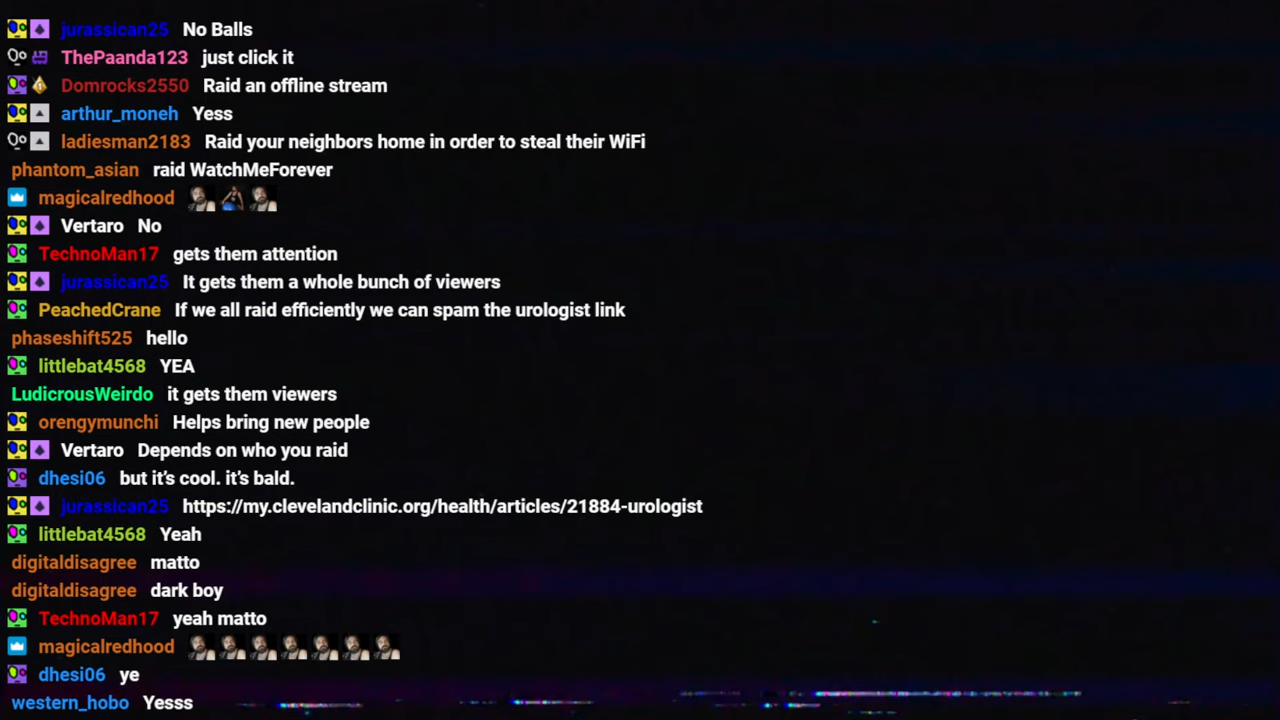 jurassican25 No Balls
ThePaanda123 just click it
Domrocks2550 Raid an offline stream
arthur_moneh Yess
ladiesman2183 Raid your neighbors home in order to steal their WiFi
phantom_asian raid WatchMeForever
magicalredhood
Vertaro No
TechnoMan17 gets them attention
jurassican25 It gets them a whole bunch of viewers
PeachedCrane If we all raid efficiently we can spam the urologist link
phaseshift525 hello
littlebat4568 YEA
LudicrousWeirdo it gets them viewers
orengymunchi Helps bring new people
Vertaro Depends on who you raid
dhesi06 but it's cool. it's bald.
jurassican25 https://my.clevelandclinic.org/health/articles/21884-urologist
littlebat4568 Yeah
digitaldisagree matto
digitaldisagree dark boy
TechnoMan17 yeah matto
magicalredhood
dhesi06 ye
western_hobo Yesss